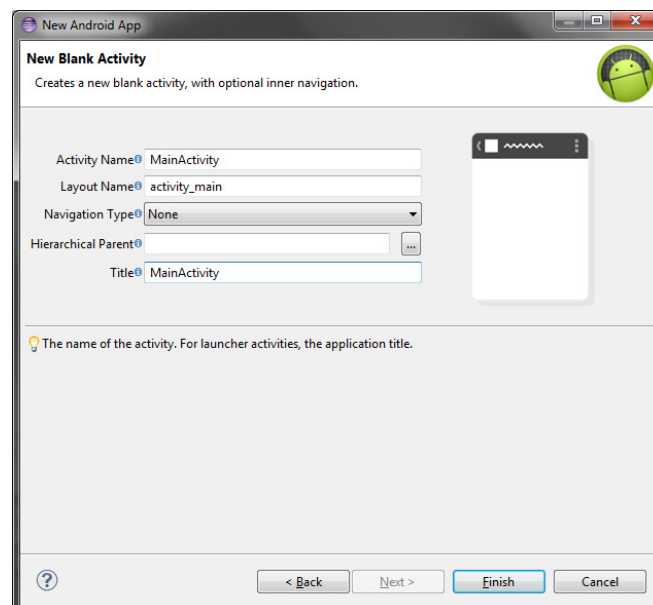 New Android App
New Blank Activity
Creates a new blank activity, with optional inner navigation.
Activity Name MainActivity
Layout Name activity_main
Navigation Type None
Hierarchical Parent ...
Title MainActivity
The name of the activity. For launcher activities, the application title.
? < Back Next > Finish Cancel